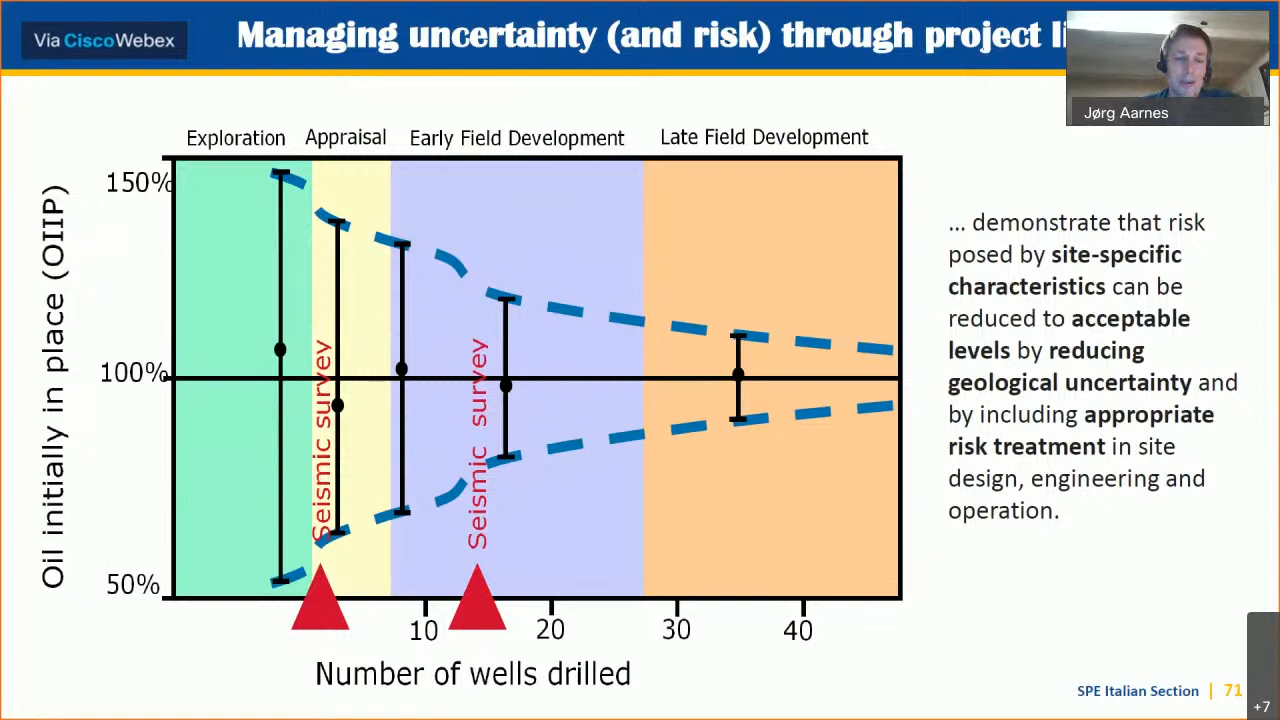 Via CiscoWebex
Managing uncertainty (and risk) through project
Jørg Aarnes
Exploration
Appraisal
Early Field Development
Late Field Development
Oil initially in place (OIIP)
150%
100%
50%
Seismic survey
Seismic survey
10
20
30
40
Number of wells drilled
... demonstrate that risk
posed by site-specific
characteristics can be
reduced to acceptable
levels by reducing
geological uncertainty and
by including appropriate
risk treatment in site
design, engineering and
operation.
SPE Italian Section | 71
+7